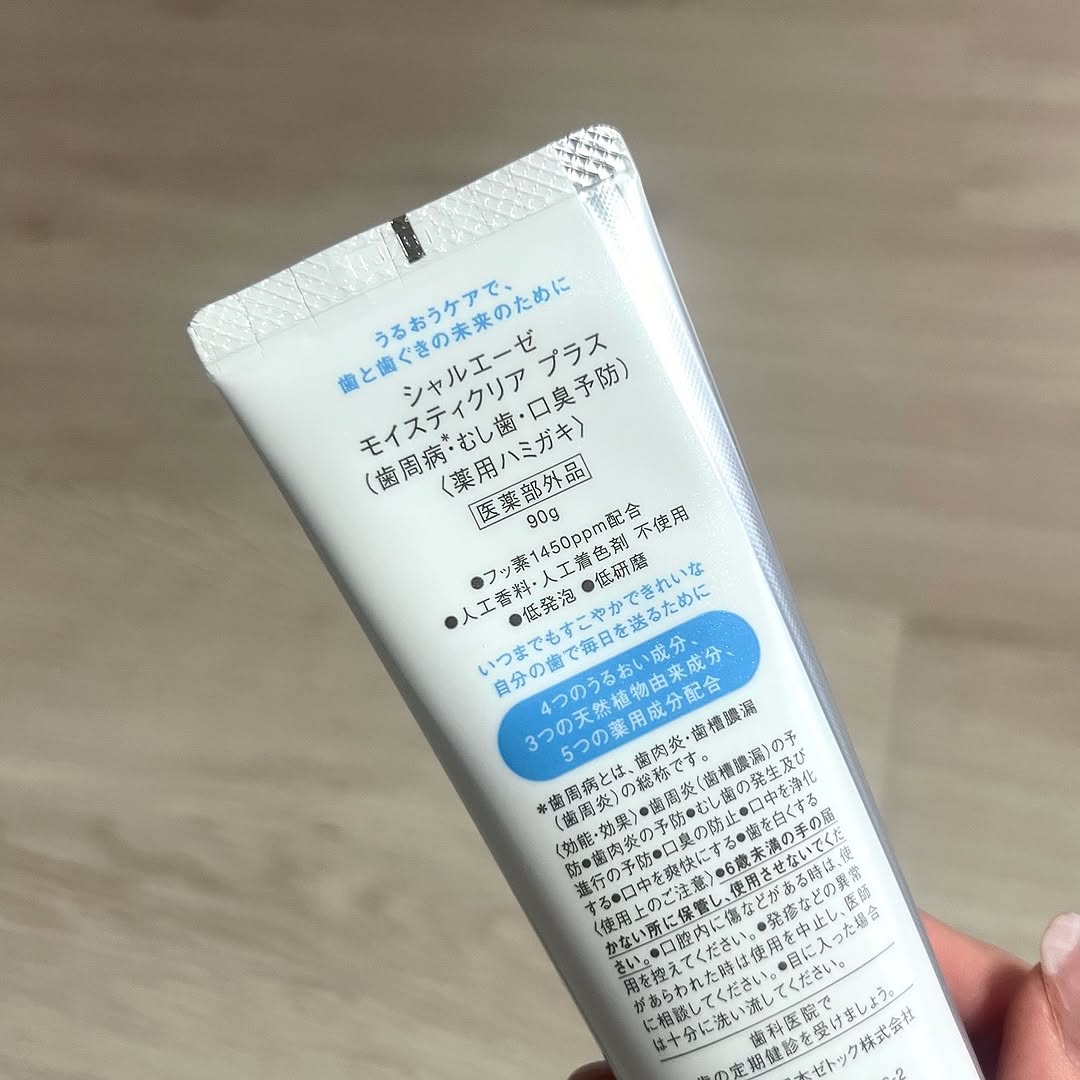 うるおうケアで、
歯と歯ぐきの未来のために
シャルエーゼ
モイスティクリア プラス
(歯周病*・むし歯・口臭予防)
〈薬用ハミガキ〉
医薬部外品
90g
●フッ素1450ppm配合
●人工香料・人工着色剤 不使用
●低発泡 ●低研磨
いつまでもすこやかできれいな
自分の歯で毎日を送るために
4つのうるおい成分、
3つの天然植物由来成分、
5つの薬用成分配合
*歯周病とは、歯肉炎・歯槽膿漏
(歯周炎)の総称です。
〈効能・効果〉●歯周炎(歯槽膿漏)の予
防●歯肉炎の予防●むし歯の発生及び
進行の予防●口臭の防止●口中を浄化
する●口中を爽快にする●歯を白くする
〈使用上のご注意〉●6歳未満の手の届
かない所に保管し、使用させないでくだ
さい。●口腔内に傷などがある時は、使
用を控えてください。●発疹などの異常
があらわれた時は使用を中止し、医師
に相談してください。●目に入った場合
は十分に洗い流してください。
歯科医院で
歯の定期健診を受けましょう。
本ゼトック株式会社
-2